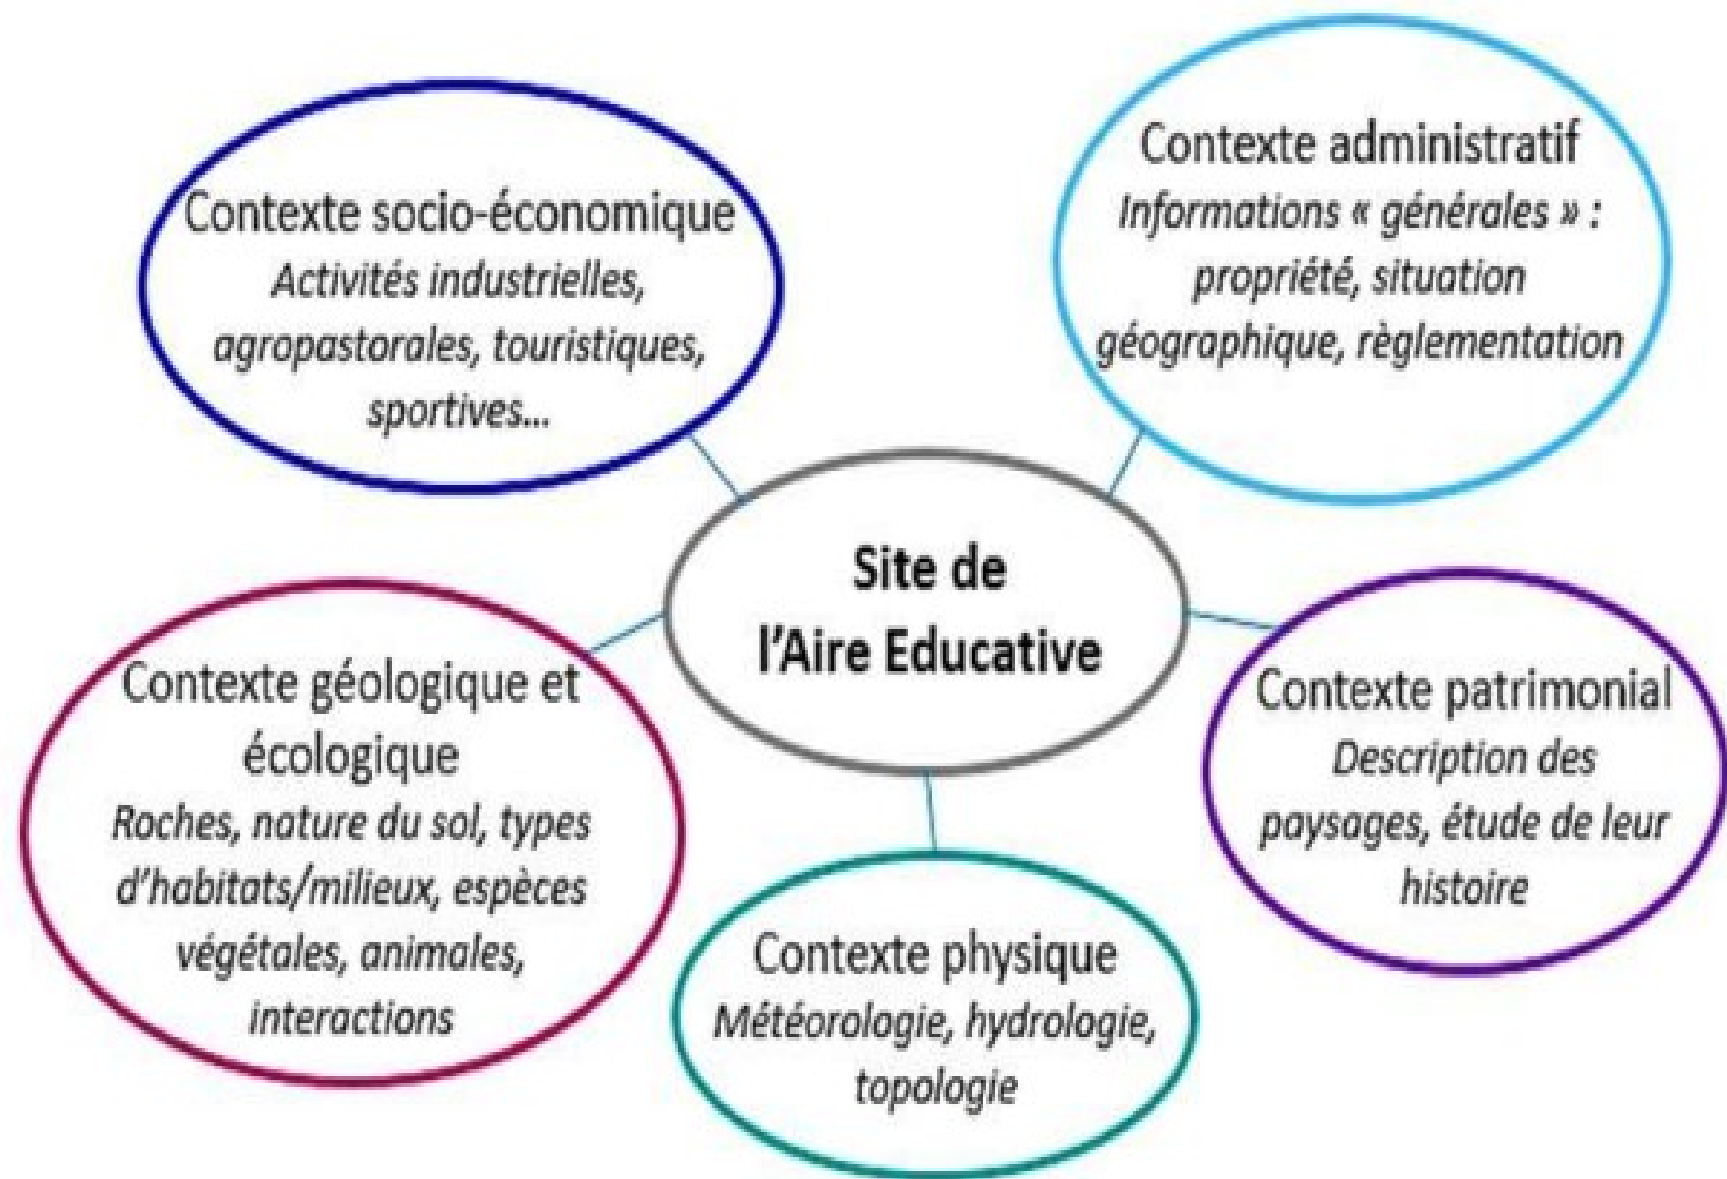 Contexte socio-économique
Activités industrielles,
agropastorales, touristiques,
sportives...
Contexte administratif
Informations « générales » :
propriété, situation
géographique, règlementation
Site de
l'Aire Educative
Contexte géologique et
écologique
Roches, nature du sol, types
d'habitats/milieux, espèces
végétales, animales,
interactions
Contexte physique
Météorologie, hydrologie,
topologie
Contexte patrimonial
Description des
paysages, étude de leur
histoire